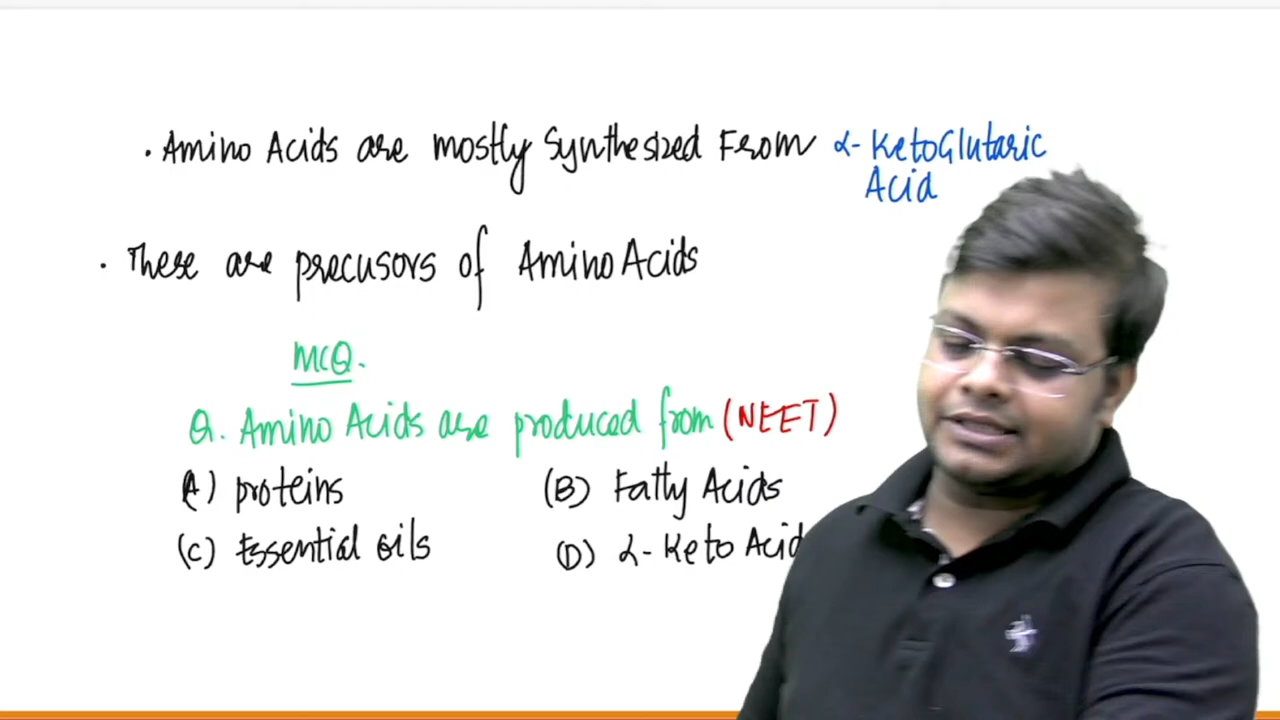 · Amino Acids are mostly Synthesized From α-KetoGlutaric
Acid
· These are precusors of Amino Acids
MCQ.
Q. Amino Acids are produced from (NEET)
(A) proteins (B) Fatty Acids
(C) Essential oils (D) α-Keto Acid